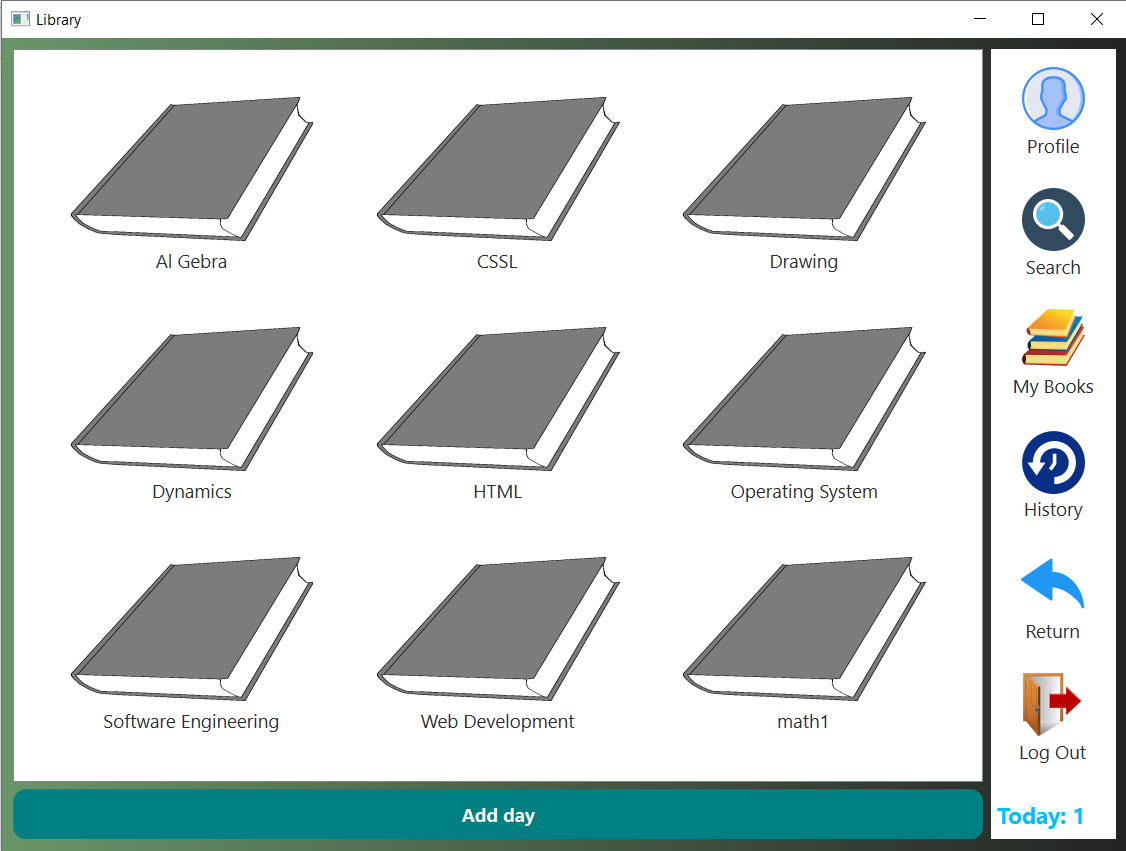 Library
Al Gebra
CSSL
Drawing
Dynamics
HTML
Operating System
Software Engineering
Web Development
math1
Add day
Profile
Search
My Books
History
Return
Log Out
Today: 1